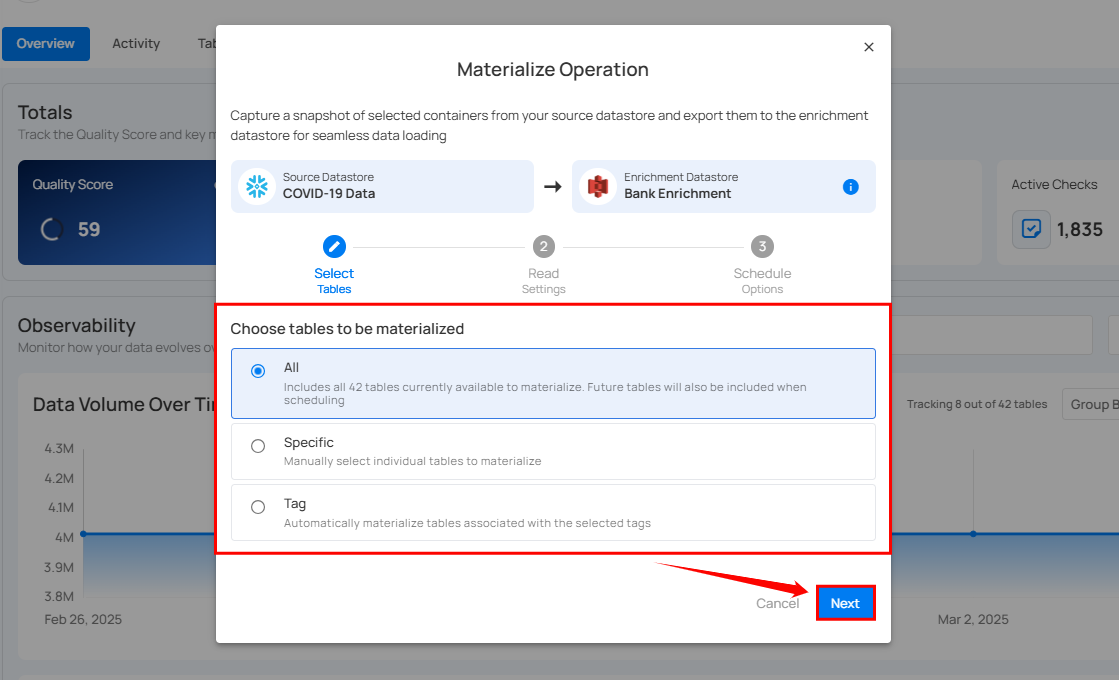 Overview
Activity
Materialize Operation
Capture a snapshot of selected containers from your source datastore and export them to the enrichment
datastore for seamless data loading
Totals
Track the Quality Score and key
Quality Score
59
Active Checks
1,835
Source Datastore
COVID-19 Data
Enrichment Datastore
Bank Enrichment
2
3
Select
Tables
Read
Settings
Schedule
Options
Observability
Monitor how your data evolves
Choose tables to be materialized
All
Includes all 42 tables currently available to materialize. Future tables will also be included when
scheduling
Specific
Manually select individual tables to materialize
Tag
Automatically materialize tables associated with the selected tags
Data Volume Over
Tracking 8 out of 42 tables
Group
4.3M
4.2M
4.1M
4M
3.9M
3.8M
Feb 26, 2025
Mar 2, 2025
Cancel
Next